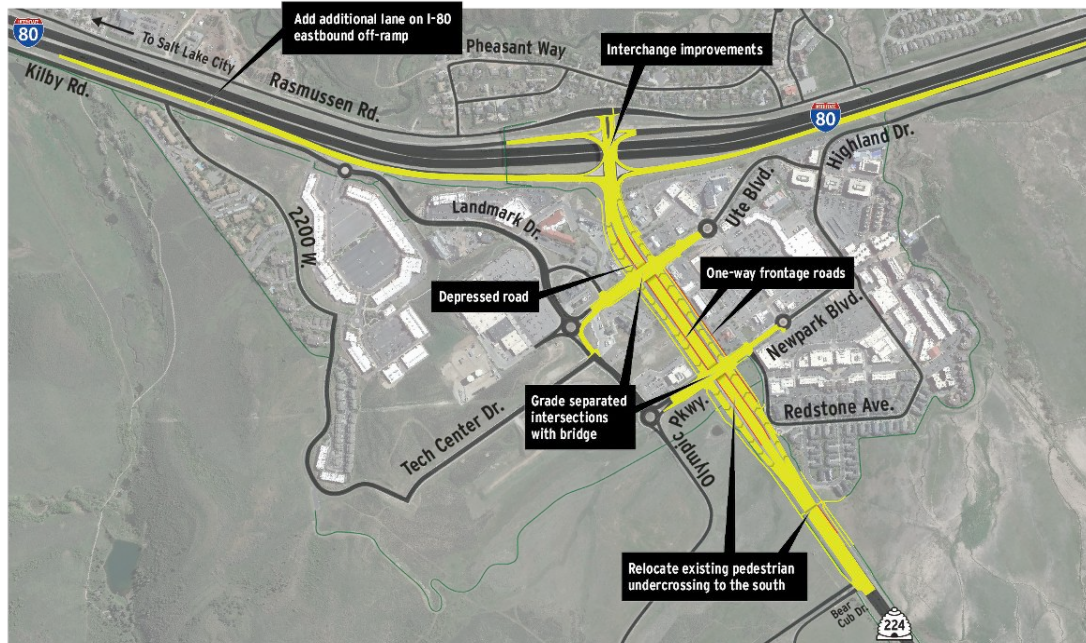 80
To Salt Lake City
Kilby Rd.
Add additional lane on I-80
eastbound off-ramp
Rasmussen Rd.
Pheasant Way
Interchange improvements
80
Highland Dr.
Ute Blvd.
Landmark Dr.
2200 W.
Depressed road
One-way frontage roads
Newpark Blvd.
Grade separated
intersections
with bridge
Redstone Ave.
Tech Center Dr.
Olympic Pkwy.
Relocate existing pedestrian
undercrossing to the south
Bear
Cub Dr.
224